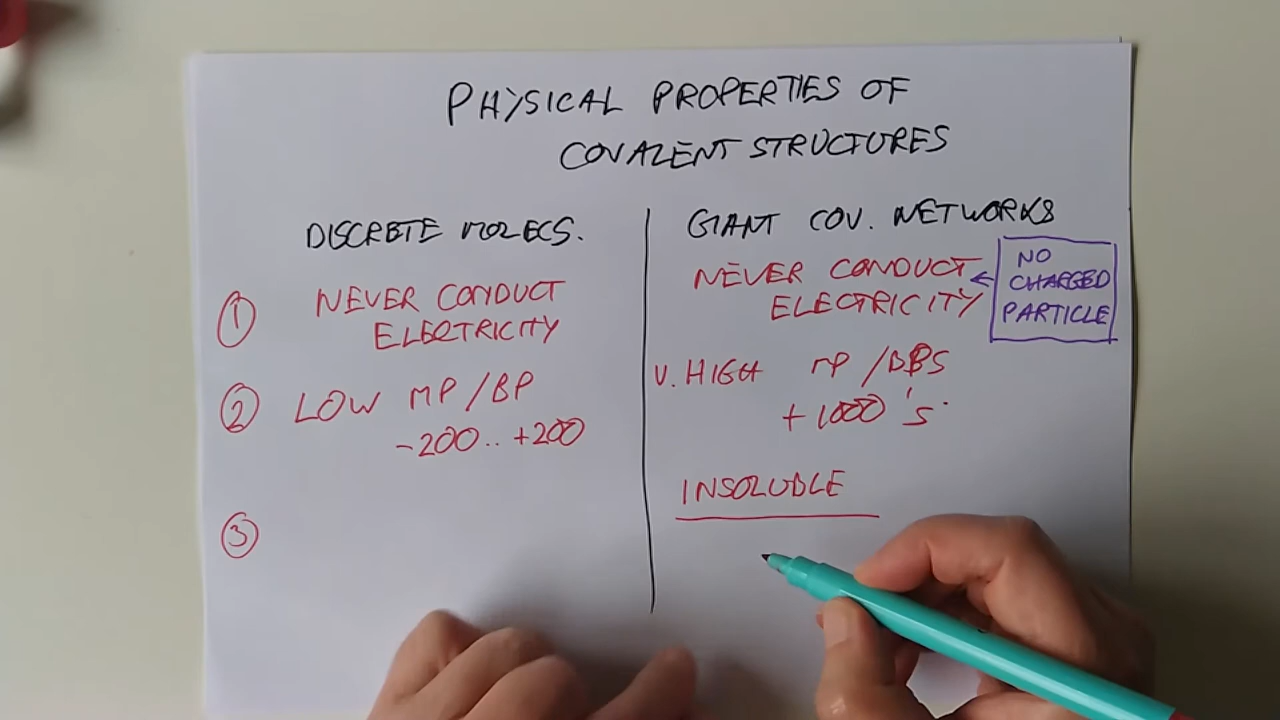 PHYSICAL PROPERTIES OF
COVALENT STRUCTURES
DISCRETE MOLECS.
① NEVER CONDUCT
ELECTRICITY
② LOW MP/BP
-200.. +200
③
GIANT COV. NETWORKS
NEVER CONDUCT
ELECTRICITY
NO
CHARGED
PARTICLE
V. HIGH MP/BPS
+1000's.
INSOLUBLE